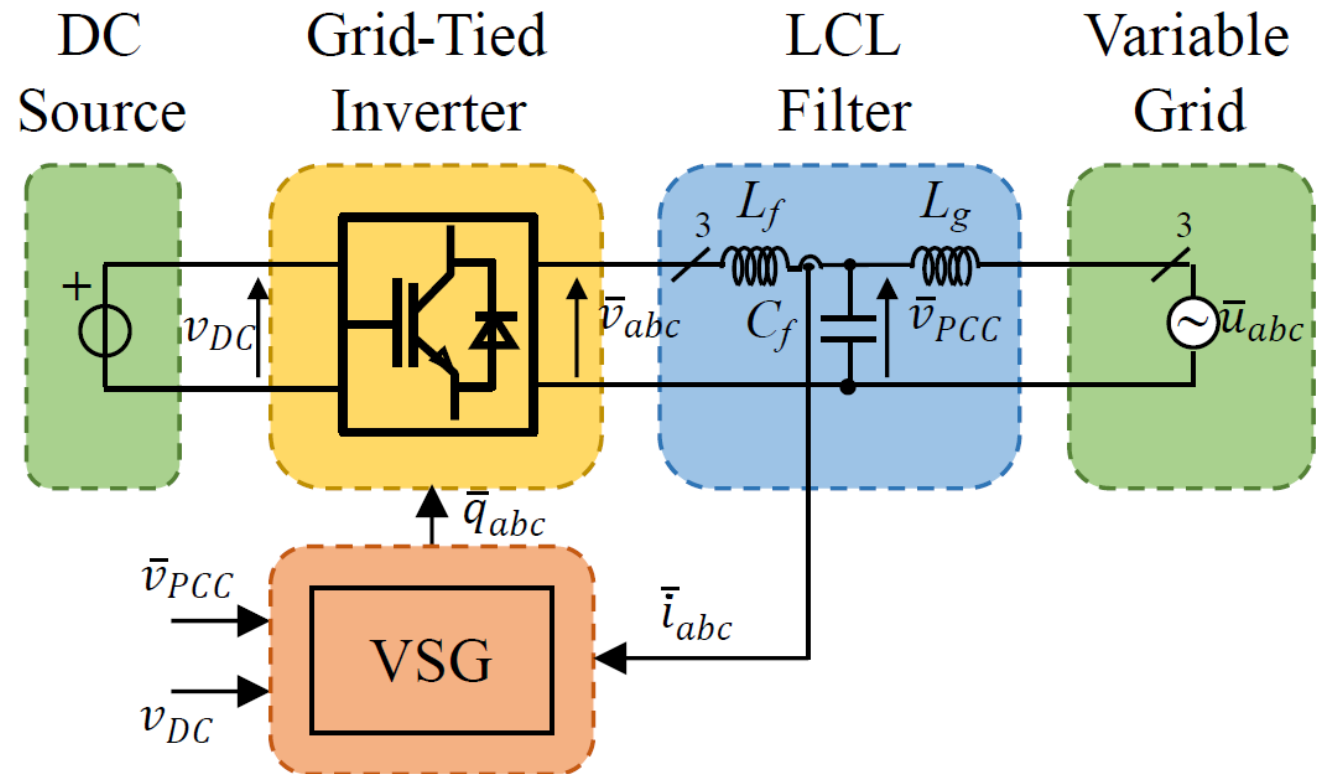 DC Source
Grid-Tied Inverter
LCL Filter
Variable Grid
3
L_f
L_g
3
+
v_DC
v̄_abc
C_f
v̄_PCC
~
ū_abc
q̄_abc
v̄_PCC
VSG
ī_abc
v_DC